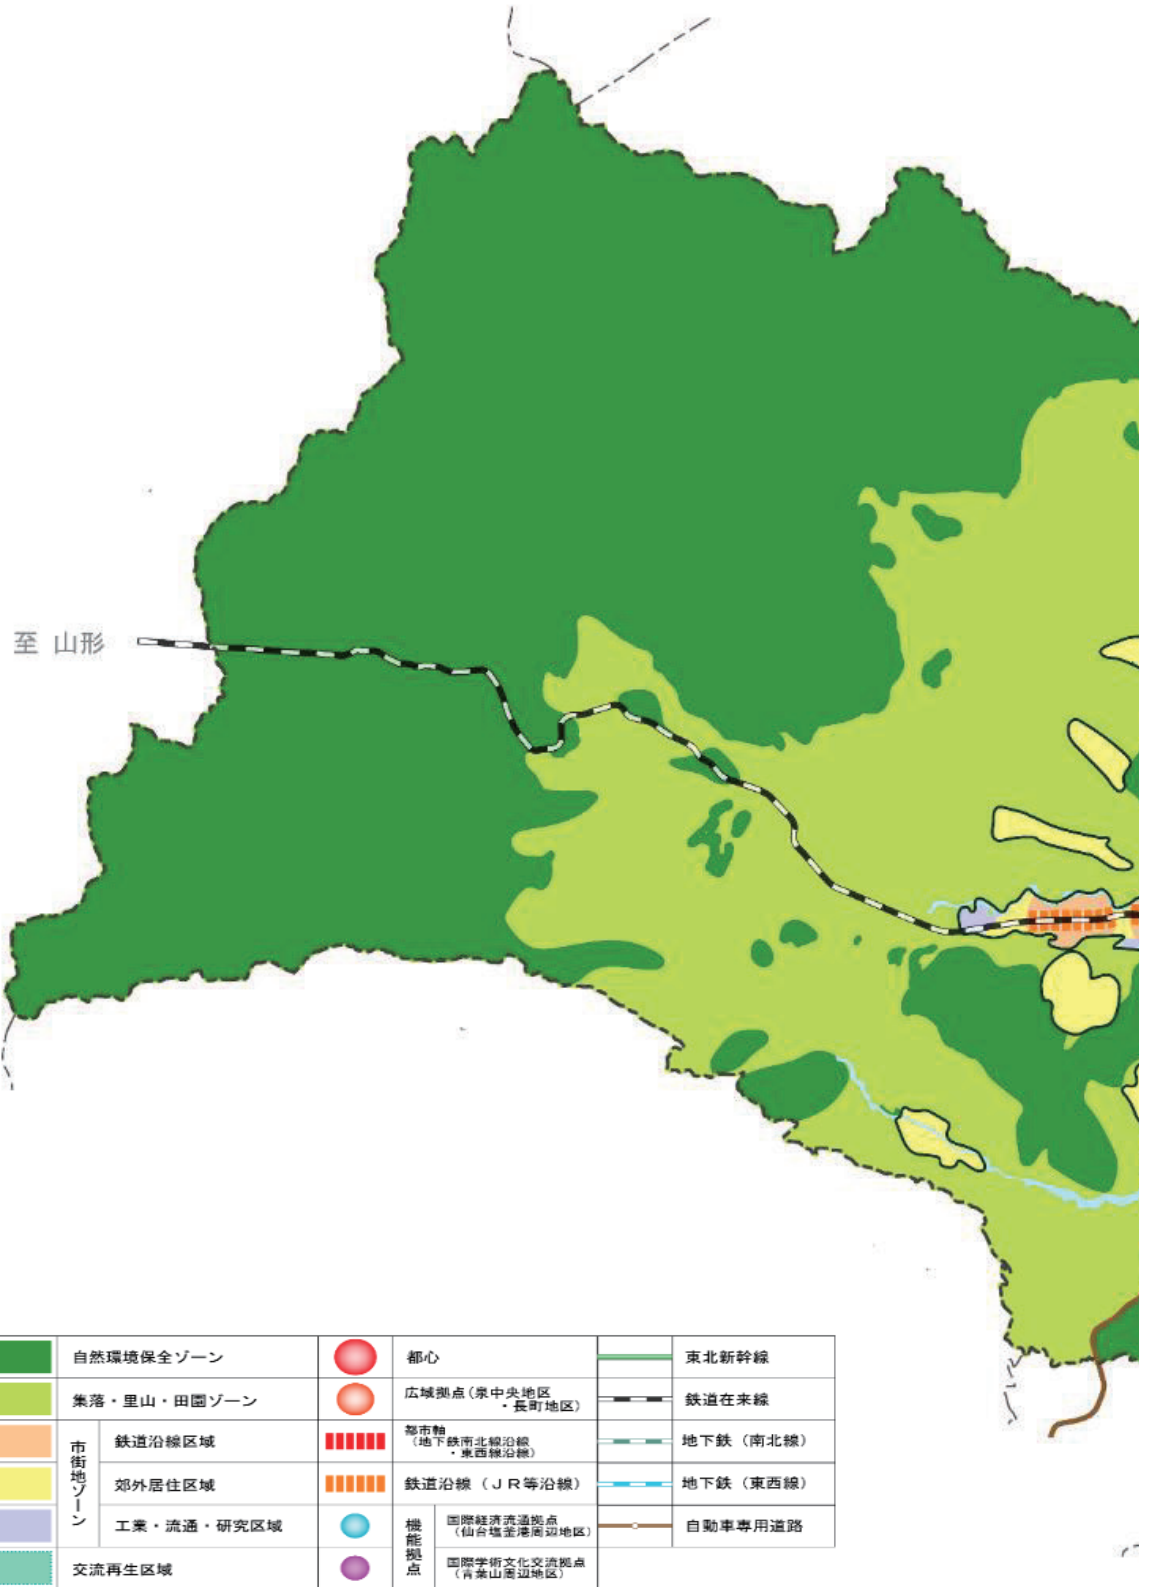 至 山形
自然環境保全ゾーン
都心
東北新幹線
集落・里山・田園ゾーン
広域拠点（泉中央地区
・長町地区）
鉄道在来線
市街地ゾーン
鉄道沿線区域
都市軸
（地下鉄南北線沿線
・東西線沿線）
地下鉄（南北線）
郊外居住区域
鉄道沿線（ＪＲ等沿線）
地下鉄（東西線）
工業・流通・研究区域
機能拠点
国際経済流通拠点
（仙台塩釜港周辺地区）
自動車専用道路
交流再生区域
国際学術文化交流拠点
（青葉山周辺地区）